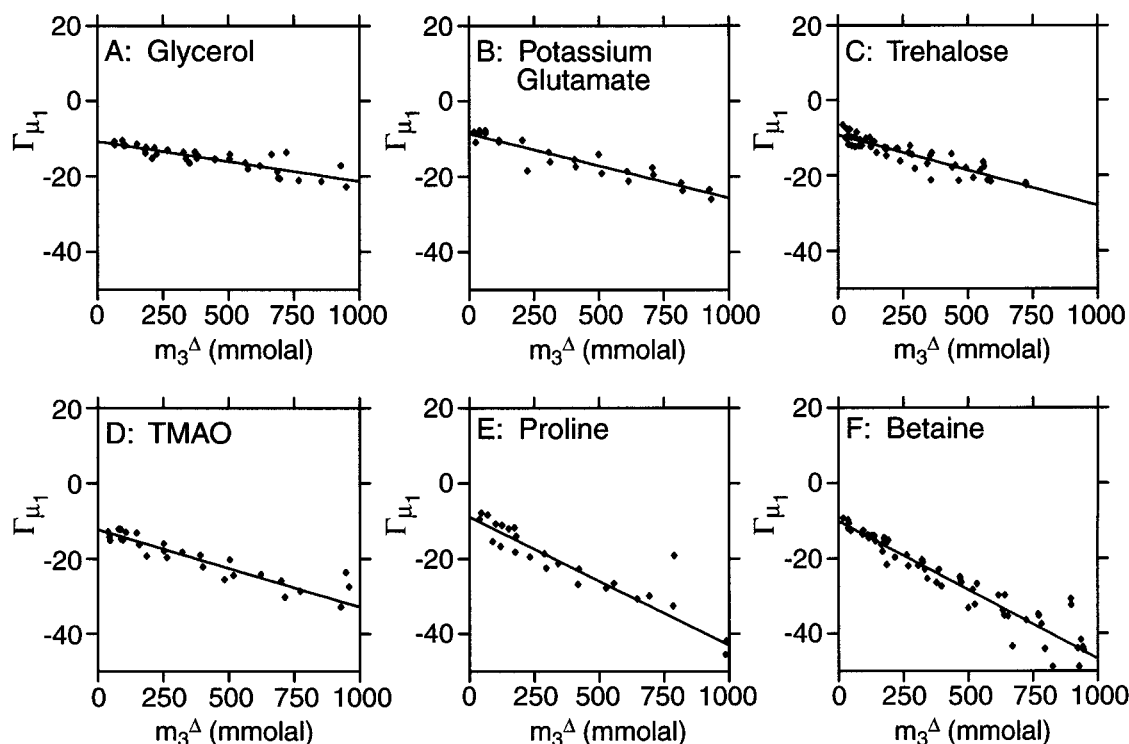 A: Glycerol
Γμ₁
20
0
-20
-40
0 250 500 750 1000
m₃Δ (mmolal)
B: Potassium
Glutamate
Γμ₁
20
0
-20
-40
0 250 500 750 1000
m₃Δ (mmolal)
C: Trehalose
Γμ₁
20
0
-20
-40
0 250 500 750 1000
m₃Δ (mmolal)
D: TMAO
Γμ₁
20
0
-20
-40
0 250 500 750 1000
m₃Δ (mmolal)
E: Proline
Γμ₁
20
0
-20
-40
0 250 500 750 1000
m₃Δ (mmolal)
F: Betaine
Γμ₁
20
0
-20
-40
0 250 500 750 1000
m₃Δ (mmolal)